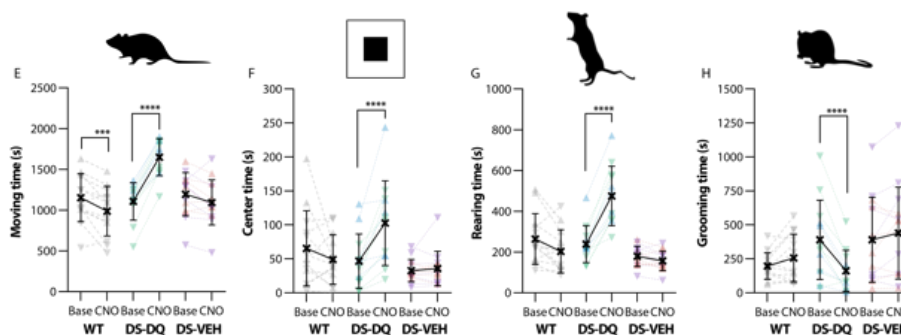 E
Moving time (s)
2500
2000
1500
1000
500
0
***
****
Base CNO Base CNO Base CNO
WT DS-DQ DS-VEH
F
Center time (s)
300
250
200
150
100
50
0
****
Base CNO Base CNO Base CNO
WT DS-DQ DS-VEH
G
Rearing time (s)
1000
800
600
400
200
0
****
Base CNO Base CNO Base CNO
WT DS-DQ DS-VEH
H
Grooming time (s)
1500
1250
1000
750
500
250
0
****
Base CNO Base CNO Base CNO
WT DS-DQ DS-VEH